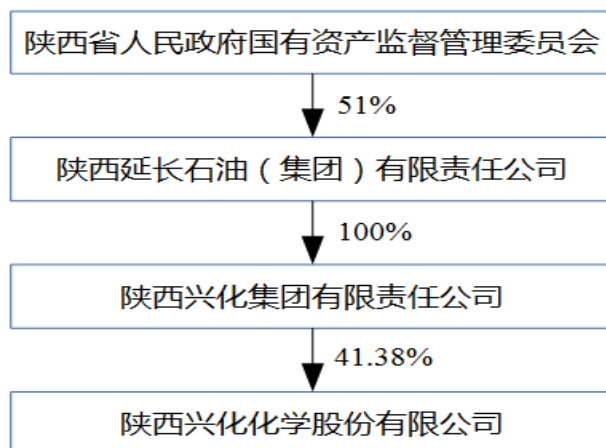 陕西省人民政府国有资产监督管理委员会
51%
陕西延长石油（集团）有限责任公司
100%
陕西兴化集团有限责任公司
41.38%
陕西兴化化学股份有限公司